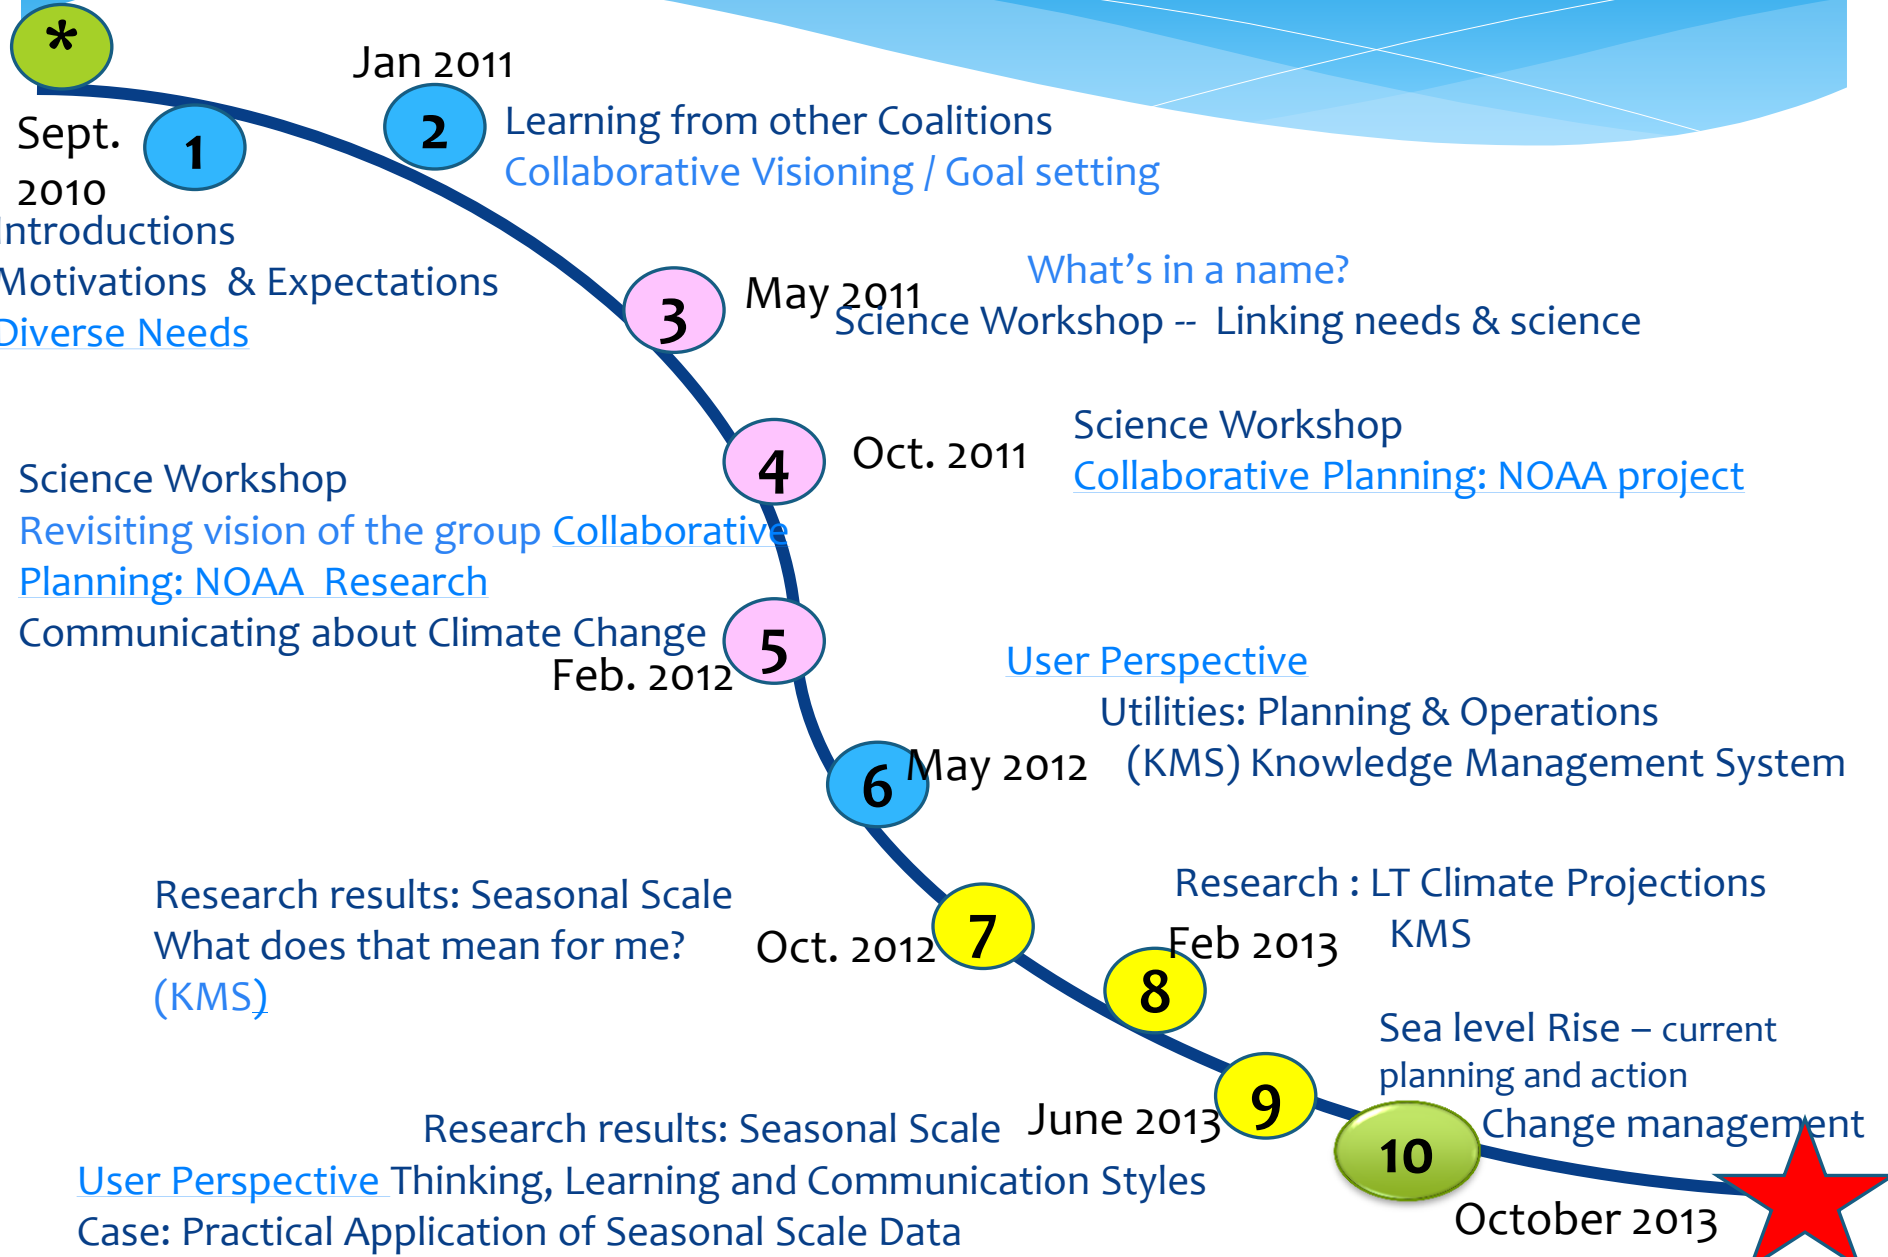 *
Jan 2011
Sept.
2010
1
2
Learning from other Coalitions
Collaborative Visioning / Goal setting
Introductions
Motivations & Expectations
Diverse Needs
3
May 2011
What's in a name?
Science Workshop -- Linking needs & science
4
Oct. 2011
Science Workshop
Collaborative Planning: NOAA project
Science Workshop
Revisiting vision of the group Collaborative
Planning: NOAA Research
Communicating about Climate Change
5
Feb. 2012
User Perspective
Utilities: Planning & Operations
(KMS) Knowledge Management System
6
May 2012
Research results: Seasonal Scale
What does that mean for me?
(KMS)
Oct. 2012
7
Research : LT Climate Projections
KMS
Feb 2013
8
Sea level Rise – current
planning and action
Change management
9
June 2013
Research results: Seasonal Scale
User Perspective Thinking, Learning and Communication Styles
Case: Practical Application of Seasonal Scale Data
10
October 2013